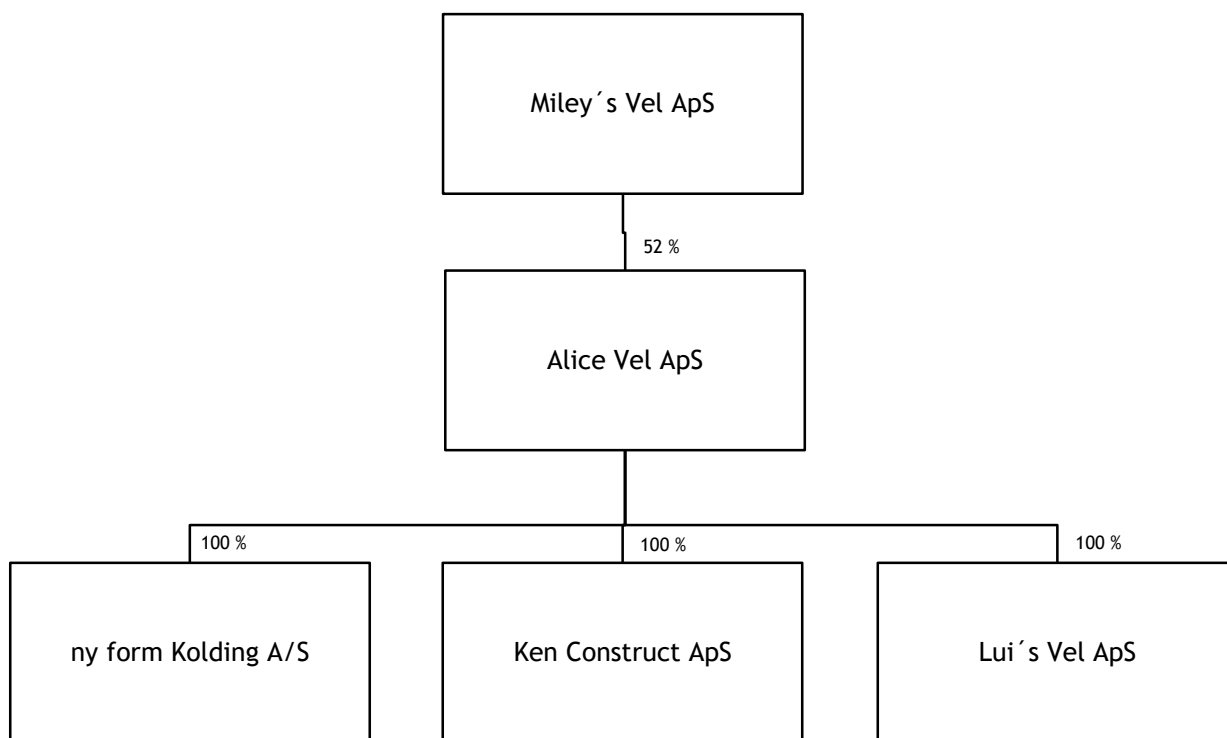 Miley´s Vel ApS
52 %
Alice Vel ApS
100 %
100 %
100 %
ny form Kolding A/S
Ken Construct ApS
Lui´s Vel ApS